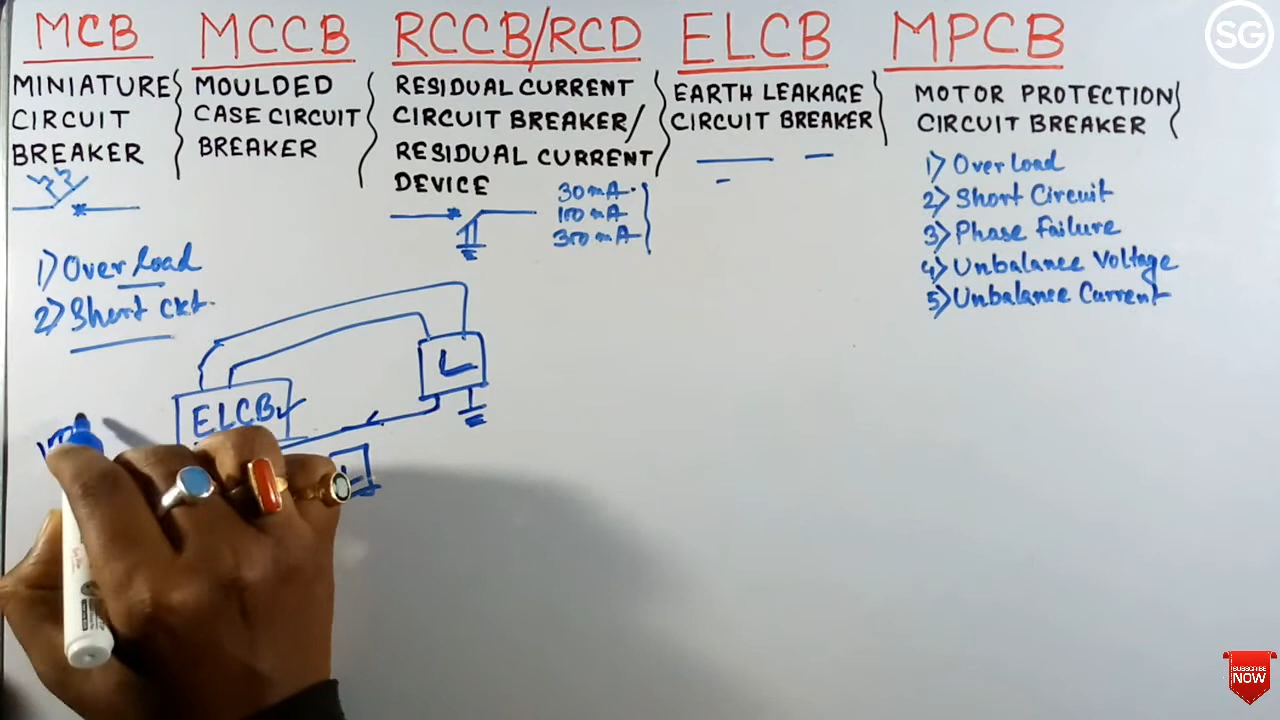 MCB
MINIATURE
CIRCUIT
BREAKER
1) Over Load
2) Short Ckt.
MCCB
MOULDED
CASE CIRCUIT
BREAKER
RCCB/RCD
RESIDUAL CURRENT
CIRCUIT BREAKER/
RESIDUAL CURRENT
DEVICE
30mA
100mA
300mA
ELCB
EARTH LEAKAGE
CIRCUIT BREAKER
MPCB
MOTOR PROTECTION
CIRCUIT BREAKER
1) Over Load
2) Short Circuit
3) Phase Failure
4) Unbalance Voltage
5) Unbalance Current
ELCB
L
SG
SUBSCRIBE
NOW